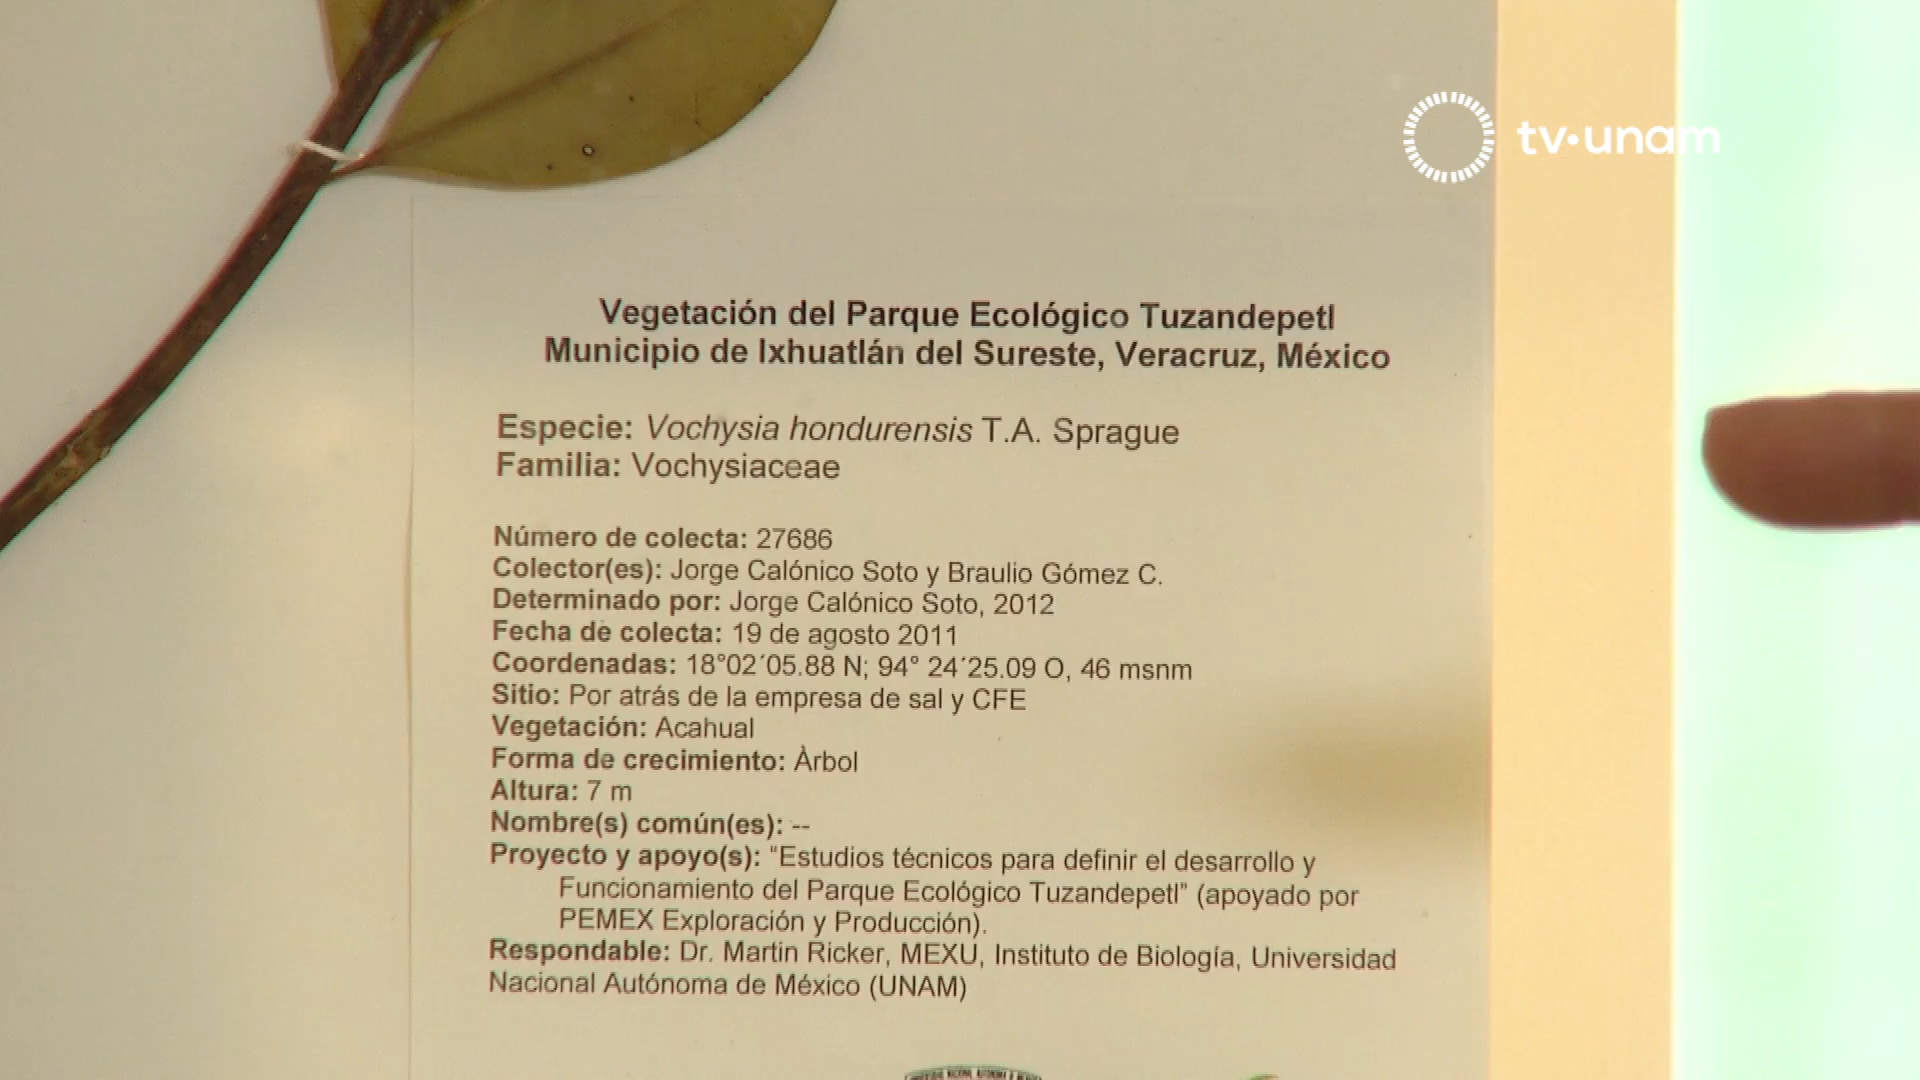 tv·unam
Vegetación del Parque Ecológico Tuzandepetl
Municipio de Ixhuatlán del Sureste, Veracruz, México
Especie: Vochysia hondurensis T.A. Sprague
Familia: Vochysiaceae
Número de colecta: 27686
Colector(es): Jorge Calónico Soto y Braulio Gómez C.
Determinado por: Jorge Calónico Soto, 2012
Fecha de colecta: 19 de agosto 2011
Coordenadas: 18°02´05.88 N; 94° 24´25.09 O, 46 msnm
Sitio: Por atrás de la empresa de sal y CFE
Vegetación: Acahual
Forma de crecimiento: Àrbol
Altura: 7 m
Nombre(s) común(es): --
Proyecto y apoyo(s): “Estudios técnicos para definir el desarrollo y
Funcionamiento del Parque Ecológico Tuzandepetl” (apoyado por
PEMEX Exploración y Producción).
Respondable: Dr. Martin Ricker, MEXU, Instituto de Biología, Universidad
Nacional Autónoma de México (UNAM)